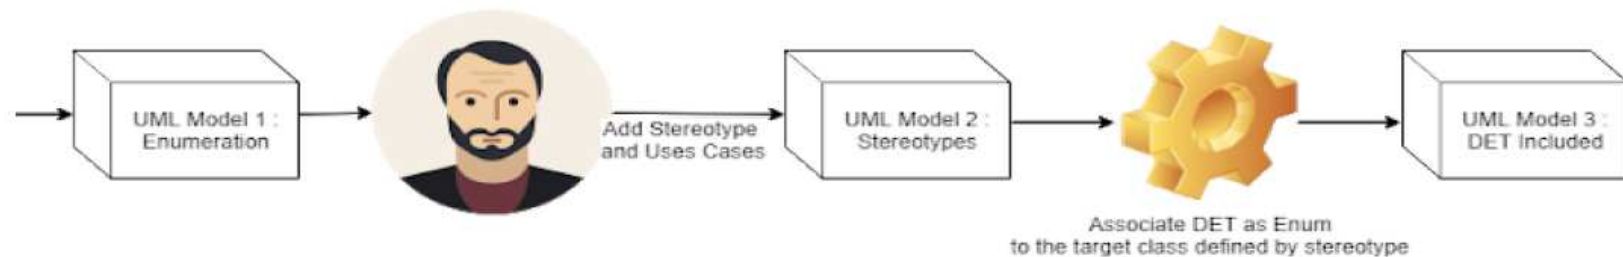 UML Model 1 :
Enumeration
Add Stereotype
and Uses Cases
UML Model 2 :
Stereotypes
Associate DET as Enum
to the target class defined by stereotype
UML Model 3 :
DET Included